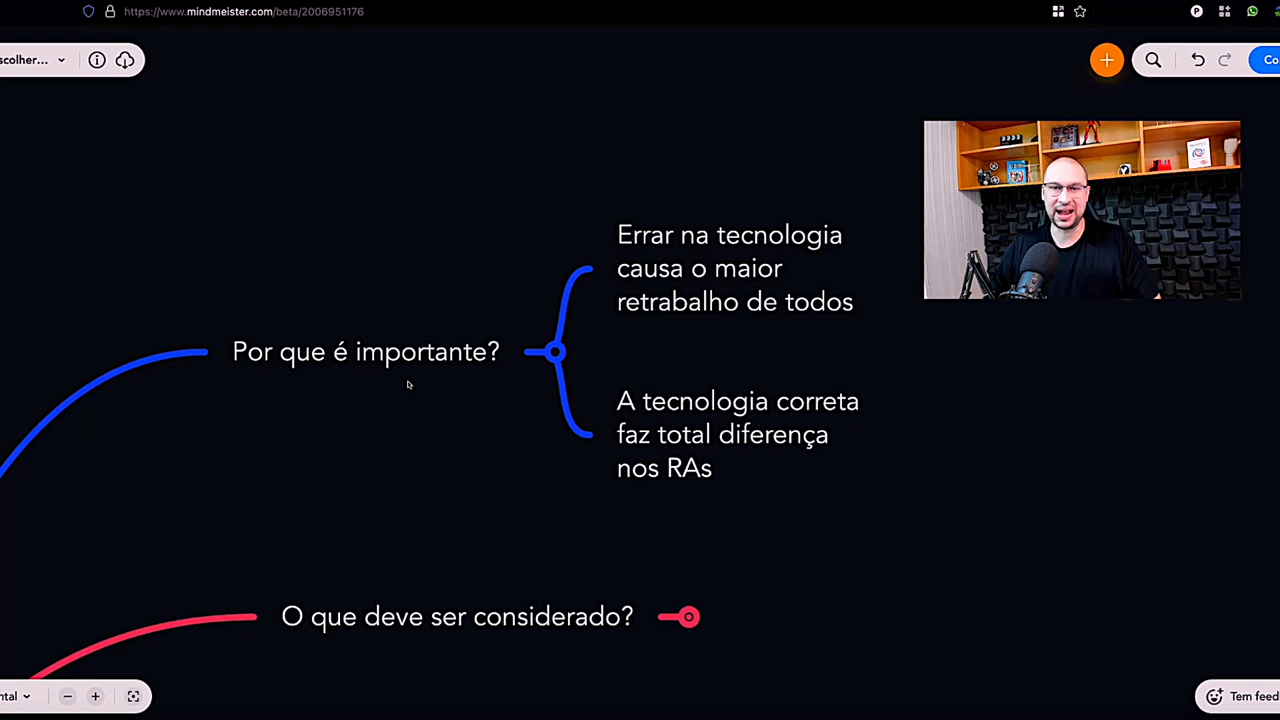 https://www.mindmeister.com/beta/2006951176
scolher...
Co
Errar na tecnologia
causa o maior
retrabalho de todos
Por que é importante?
A tecnologia correta
faz total diferença
nos RAs
O que deve ser considerado?
ntal
Tem feed